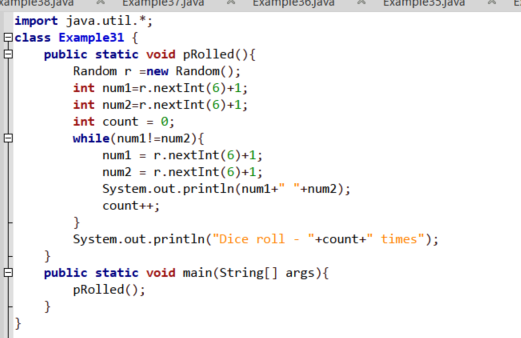 xample38.java Example37.java Example36.java Example35.java
import java.util.*;
class Example31 {
    public static void pRolled(){
        Random r =new Random();
        int num1=r.nextInt(6)+1;
        int num2=r.nextInt(6)+1;
        int count = 0;
        while(num1!=num2){
            num1 = r.nextInt(6)+1;
            num2 = r.nextInt(6)+1;
            System.out.println(num1+" "+num2);
            count++;
        }
        System.out.println("Dice roll - "+count+" times");
    }
    public static void main(String[] args){
        pRolled();
    }
}